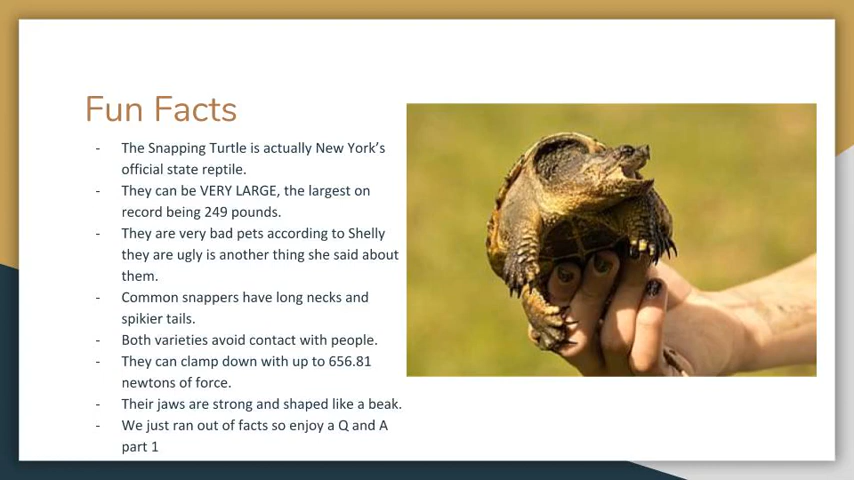 Fun Facts
- The Snapping Turtle is actually New York’s
official state reptile.
- They can be VERY LARGE, the largest on
record being 249 pounds.
- They are very bad pets according to Shelly
they are ugly is another thing she said about
them.
- Common snappers have long necks and
spikier tails.
- Both varieties avoid contact with people.
- They can clamp down with up to 656.81
newtons of force.
- Their jaws are strong and shaped like a beak.
- We just ran out of facts so enjoy a Q and A
part 1